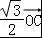 √3/2 → 00